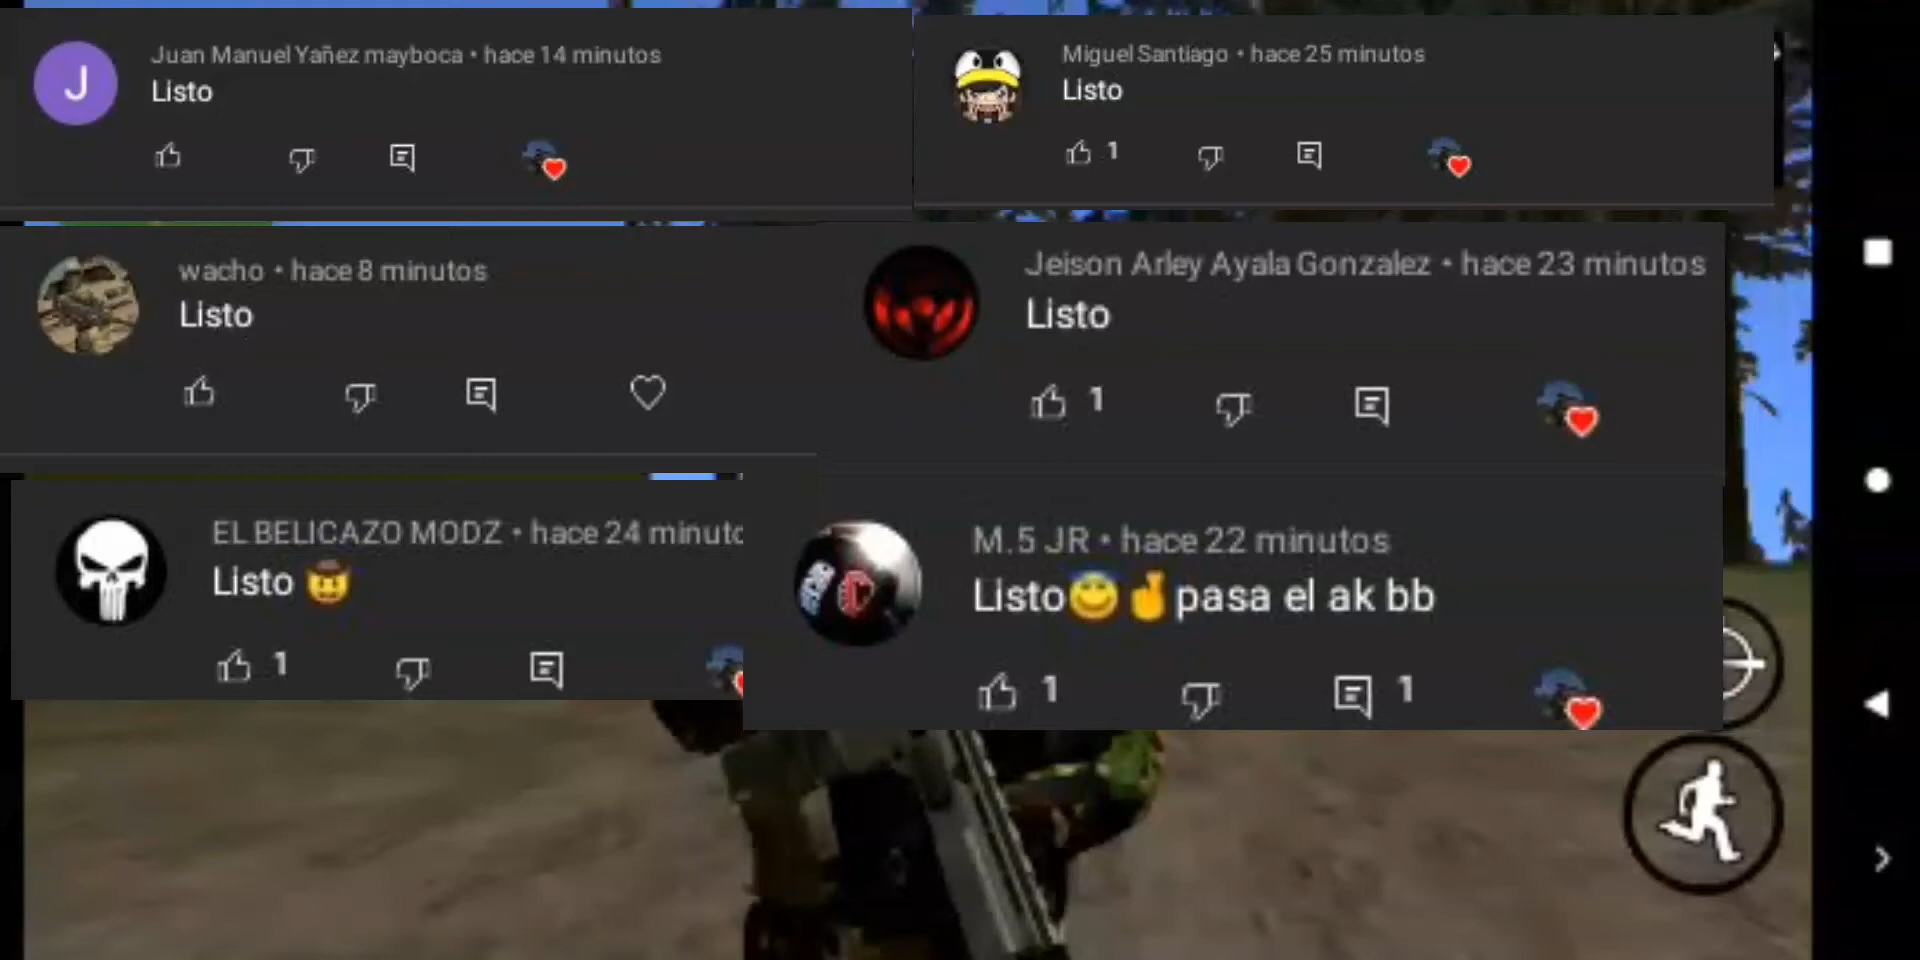 Juan Manuel Yañez mayboca • hace 14 minutos
Listo
Miguel Santiago • hace 25 minutos
Listo
1
wacho • hace 8 minutos
Listo
Jeison Arley Ayala Gonzalez • hace 23 minutos
Listo
1
EL BELICAZO MODZ • hace 24 minuto
Listo 🤠
1
M.5 JR • hace 22 minutos
Listo😇🤞pasa el ak bb
1 1
J